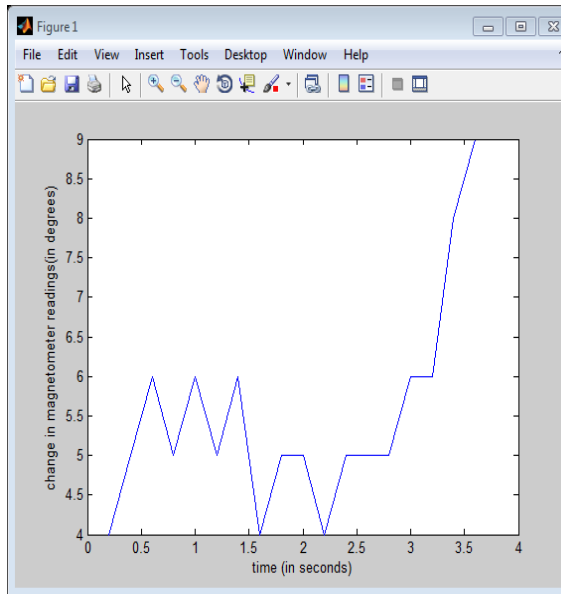 Figure 1
File Edit View Insert Tools Desktop Window Help
9
8.5
8
7.5
7
6.5
6
5.5
5
4.5
4
change in magnetometer readings(in degrees)
0 0.5 1 1.5 2 2.5 3 3.5 4
time (in seconds)